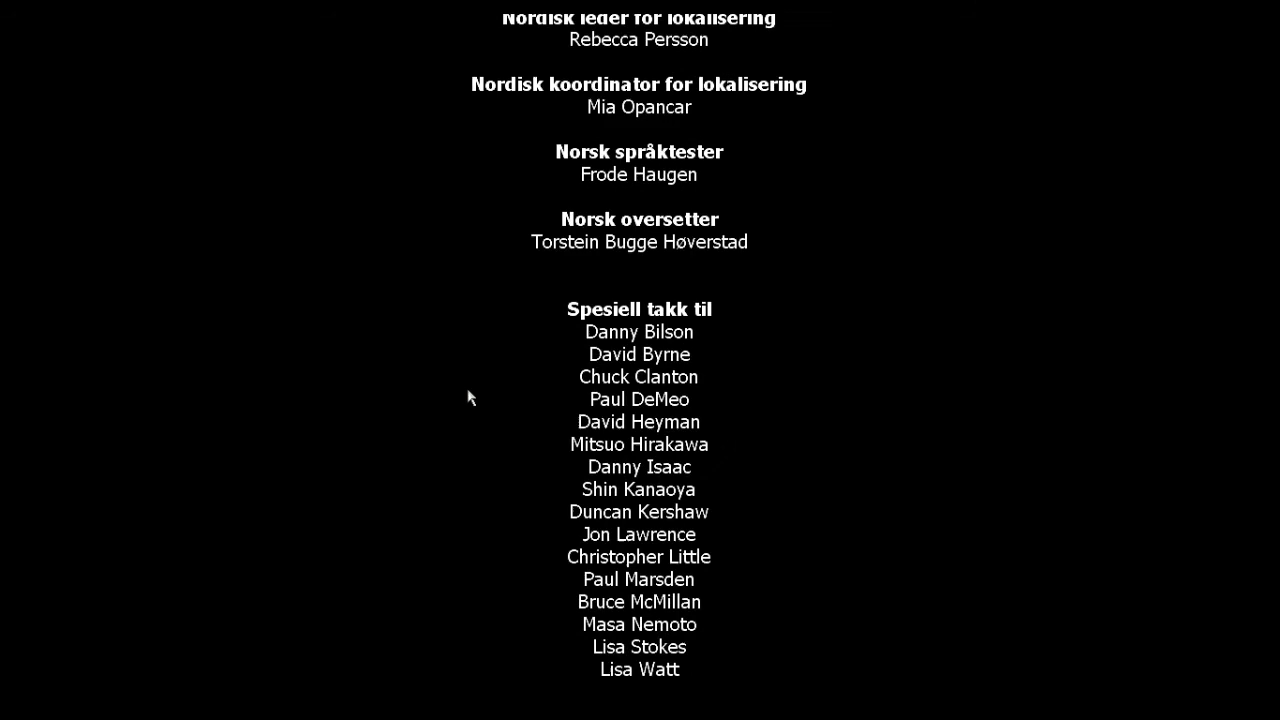 Nordisk leder for lokalisering
Rebecca Persson
Nordisk koordinator for lokalisering
Mia Opancar
Norsk språktester
Frode Haugen
Norsk oversetter
Torstein Bugge Høverstad
Spesiell takk til
Danny Bilson
David Byrne
Chuck Clanton
Paul DeMeo
David Heyman
Mitsuo Hirakawa
Danny Isaac
Shin Kanaoya
Duncan Kershaw
Jon Lawrence
Christopher Little
Paul Marsden
Bruce McMillan
Masa Nemoto
Lisa Stokes
Lisa Watt